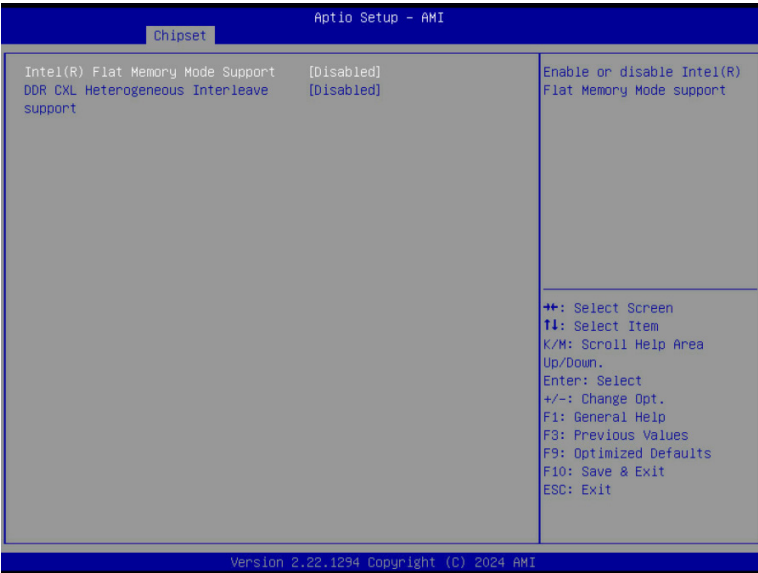 Aptio Setup – AMI
Chipset
Intel(R) Flat Memory Mode Support [Disabled]
DDR CXL Heterogeneous Interleave [Disabled]
support
Enable or disable Intel(R)
Flat Memory Mode support
→←: Select Screen
↑↓: Select Item
K/M: Scroll Help Area
Up/Down.
Enter: Select
+/-: Change Opt.
F1: General Help
F3: Previous Values
F9: Optimized Defaults
F10: Save & Exit
ESC: Exit
Version 2.22.1294 Copyright (C) 2024 AMI